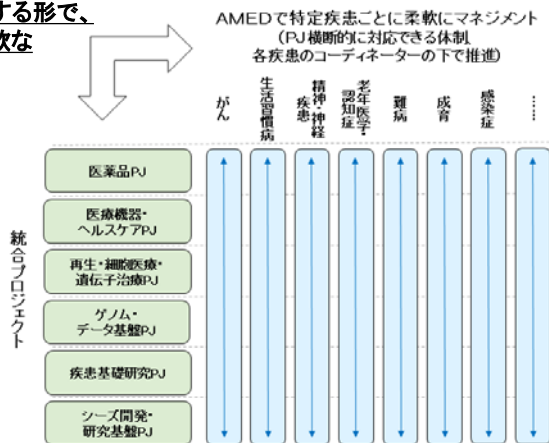 する形で、
軟な
AMEDで特定疾患ごとに柔軟にマネジメント
(PJ横断的に対応できる体制
各疾患のコーディネーターの下で推進)
がん
生活習慣病
精神・神経
疾患
老年医学・
認知症
難病
成育
感染症
……
統合プロジェクト
医薬品PJ
医療機器・
ヘルスケアPJ
再生・細胞医療・
遺伝子治療PJ
ゲノム・
データ基盤PJ
疾患基礎研究PJ
シーズ開発・
研究基盤PJ